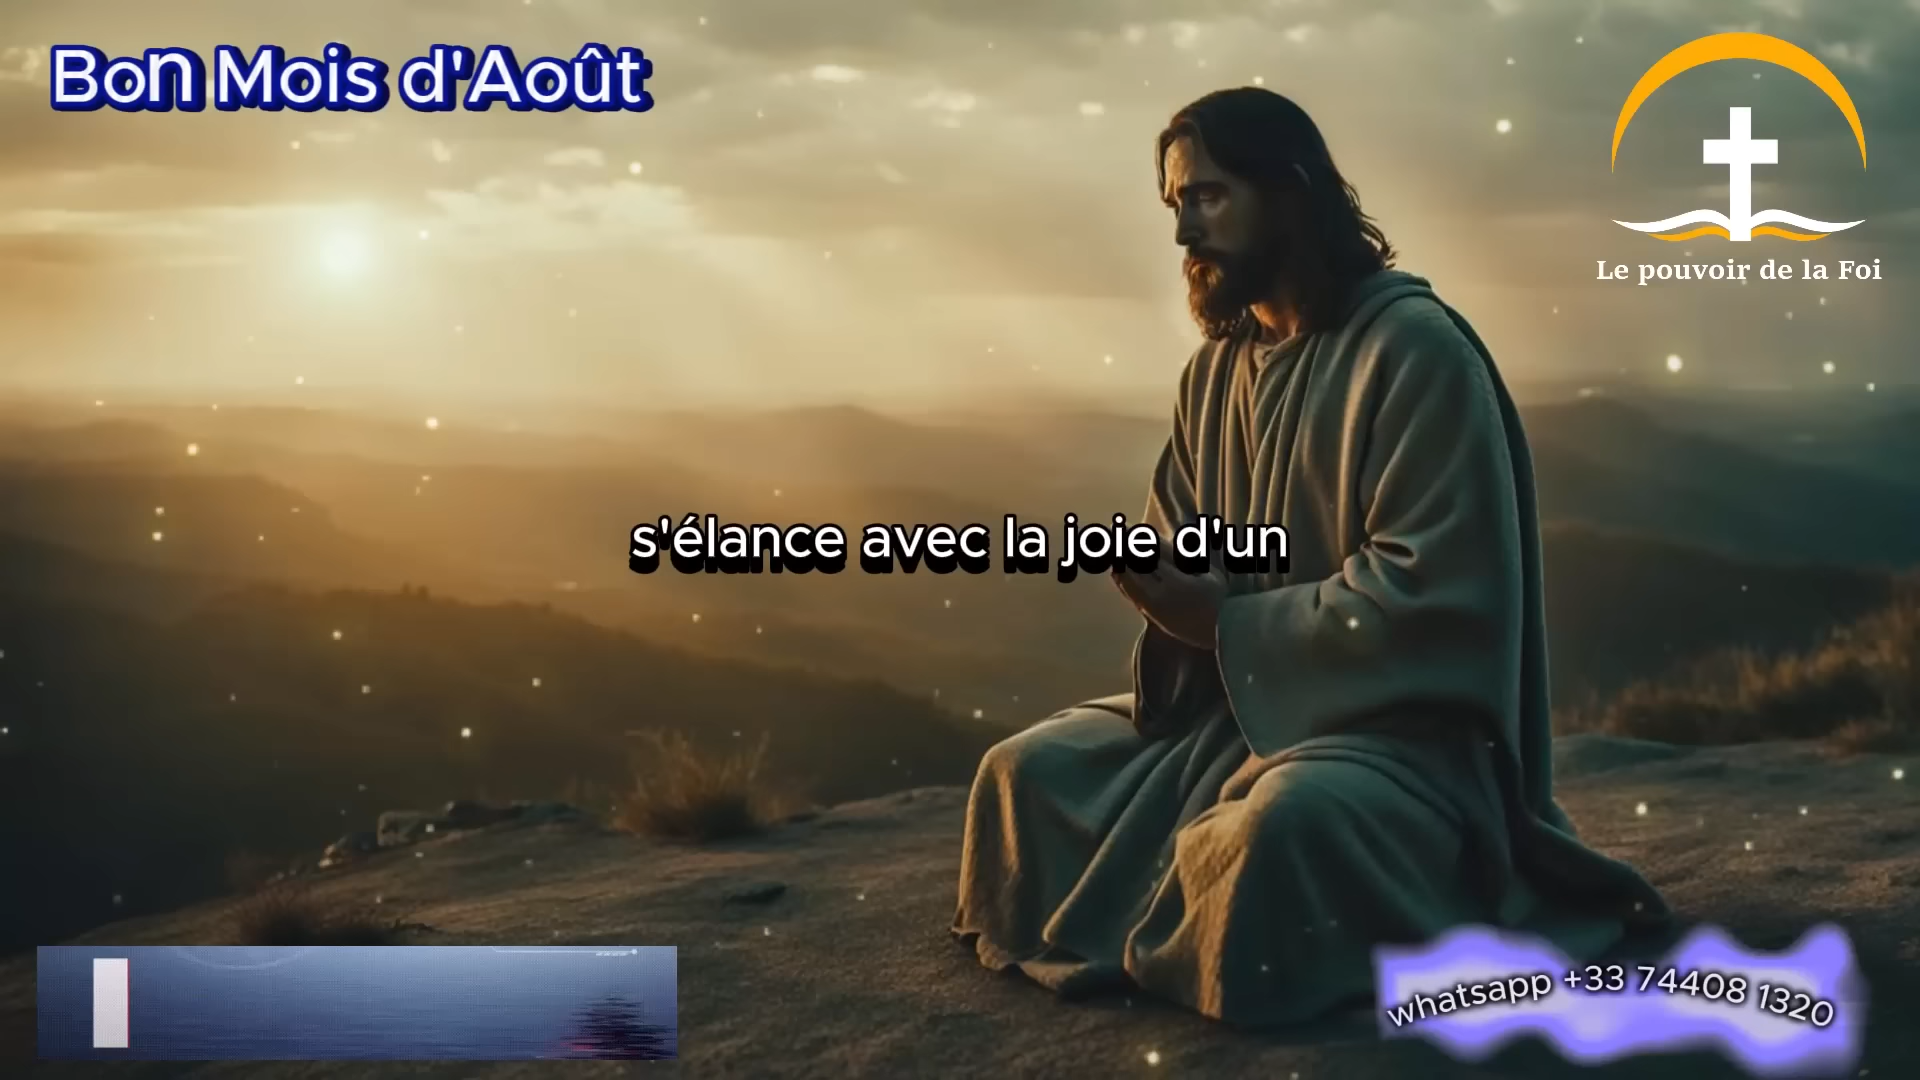 Bon Mois d'Août
Le pouvoir de la Foi
s'élance avec la joie d'un
whatsapp +33 74408 1320